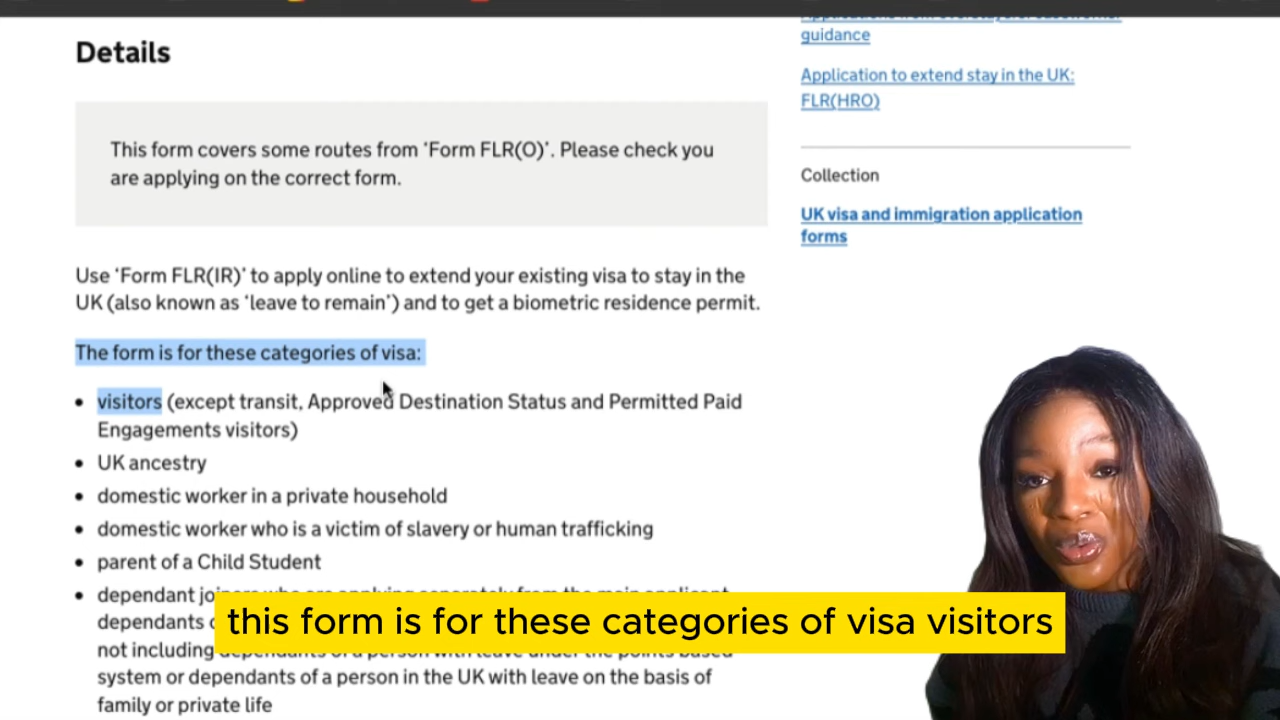 Details
This form covers some routes from 'Form FLR(O)'. Please check you
are applying on the correct form.
Use 'Form FLR(IR)' to apply online to extend your existing visa to stay in the
UK (also known as 'leave to remain') and to get a biometric residence permit.
The form is for these categories of visa:
• visitors (except transit, Approved Destination Status and Permitted Paid
Engagements visitors)
• UK ancestry
• domestic worker in a private household
• domestic worker who is a victim of slavery or human trafficking
• parent of a Child Student
• dependant
dependants
not including
system or dependants of a person in the UK with leave on the basis of
family or private life
guidance
Application to extend stay in the UK:
FLR(HRO)
Collection
UK visa and immigration application
forms
this form is for these categories of visa visitors